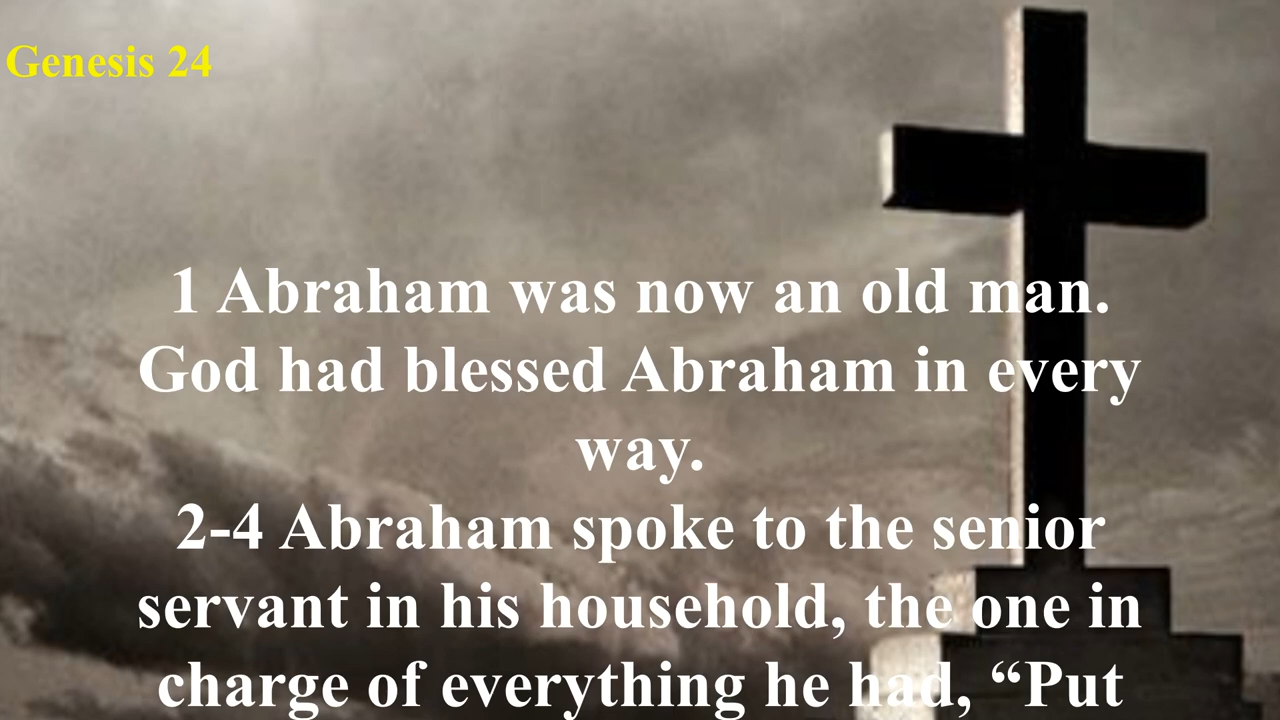 Genesis 24
1 Abraham was now an old man.
God had blessed Abraham in every
way.
2-4 Abraham spoke to the senior
servant in his household, the one in
charge of everything he had, “Put